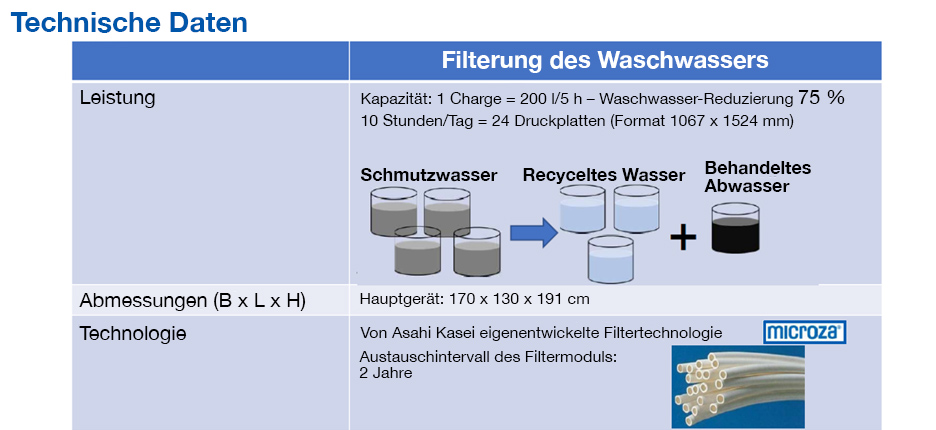 Technische Daten
Filterung des Waschwassers
Leistung
Kapazität: 1 Charge = 200 l/5 h – Waschwasser-Reduzierung 75 %
10 Stunden/Tag = 24 Druckplatten (Format 1067 x 1524 mm)
Schmutzwasser
Recyceltes Wasser
Behandeltes
Abwasser
Abmessungen (B x L x H)
Hauptgerät: 170 x 130 x 191 cm
Technologie
Von Asahi Kasei eigenentwickelte Filtertechnologie
microza®
Austauschintervall des Filtermoduls:
2 Jahre